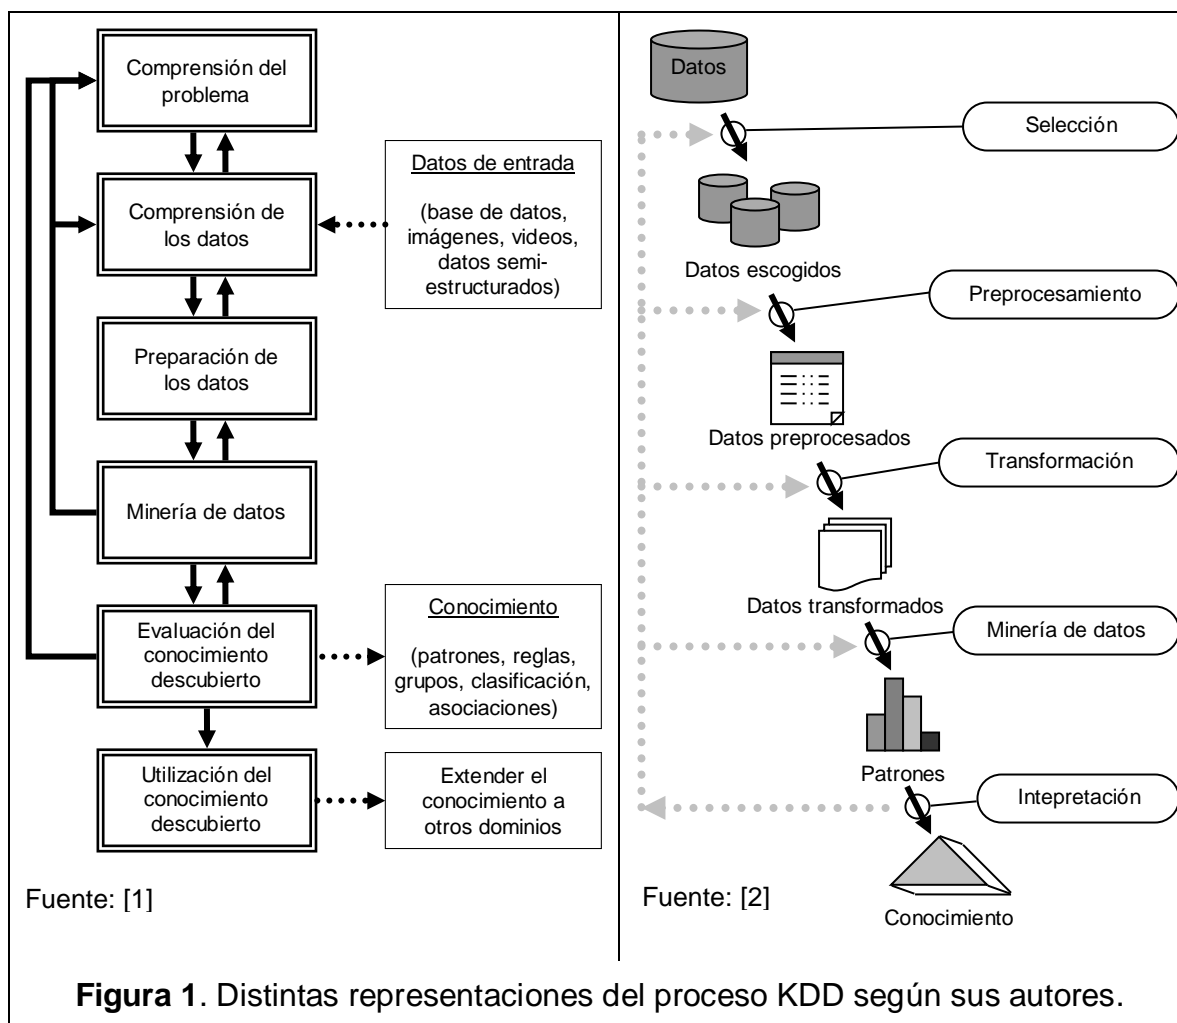 Comprensión del
problema
Comprensión de
los datos
Datos de entrada
(base de datos,
imágenes, videos,
datos semi-
estructurados)
Preparación de
los datos
Minería de datos
Evaluación del
conocimiento
descubierto
Conocimiento
(patrones, reglas,
grupos, clasificación,
asociaciones)
Utilización del
conocimiento
descubierto
Extender el
conocimiento a
otros dominios
Fuente: [1]
Datos
Selección
Datos escogidos
Preprocesamiento
Datos preprocesados
Transformación
Datos transformados
Minería de datos
Patrones
Intepretación
Conocimiento
Fuente: [2]
Figura 1. Distintas representaciones del proceso KDD según sus autores.